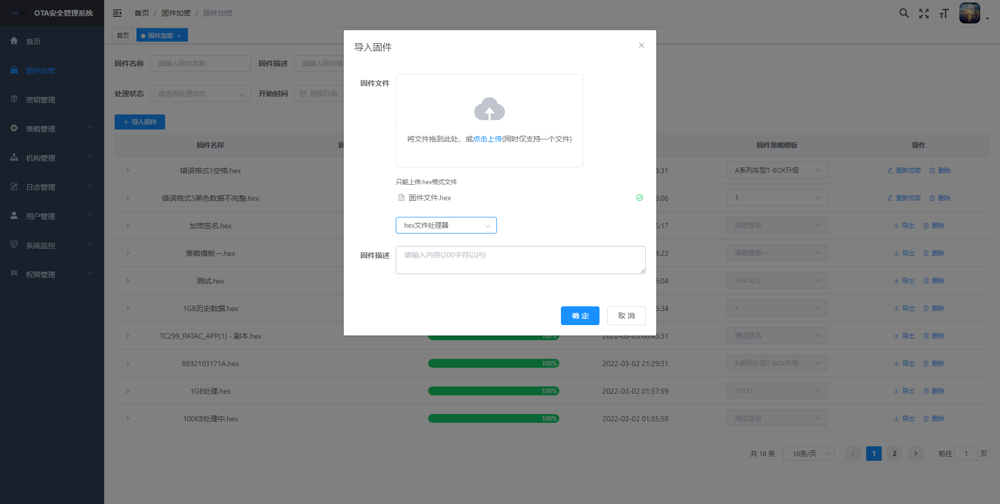 OTA安全管理系统
首页 / 固件加密 / 固件加密
首页
固件加密 ×
首页
固件加密
密钥管理
策略管理
机构管理
日志管理
用户管理
系统监控
权限管理
固件名称 请输入固件名称 固件描述 请输入固件描
处理状态 请选择处理状态 开始时间 选择日期
导入固件
固件名称 固 固件策略模板 操作
错误格式1空格.hex 3:31 A系列车型T-BOX升级 重新加密 删除
错误格式3黑色数据不完整.hex 3:06 1 重新加密 删除
加密签名.hex 6:17 加密签名 导出 删除
策略模板一.hex 4:23 策略模板一 导出 删除
测试.hex 5:04 2342423 导出 删除
1GB历史数据.hex 6:34 1 导出 删除
TC299_PATAC_APP(1) - 副本.hex 100% 2022-03-03 00:45:31 测试签名 导出 删除
8892103171A.hex 100% 2022-03-02 21:29:31 A系列车型T-BOX升级 导出 删除
1GB处理.hex 100% 2022-03-02 01:57:59 11113 导出 删除
100KB处理中.hex 100% 2022-03-02 01:55:58 测试签名 导出 删除
共 18 条 10条/页 1 2 前往 1 页
导入固件
固件文件
将文件拖到此处，或点击上传(同时仅支持一个文件)
只能上传.hex格式文件
固件文件.hex
hex文件处理器
固件描述 请输入内容(200字符以内)
确 定 取 消